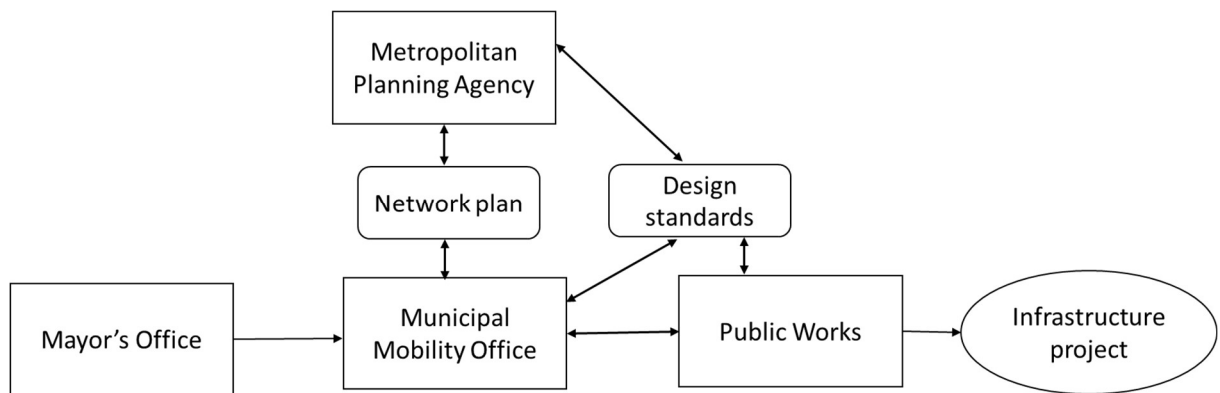 Metropolitan
Planning Agency
Network plan
Design
standards
Mayor’s Office
Municipal
Mobility Office
Public Works
Infrastructure
project